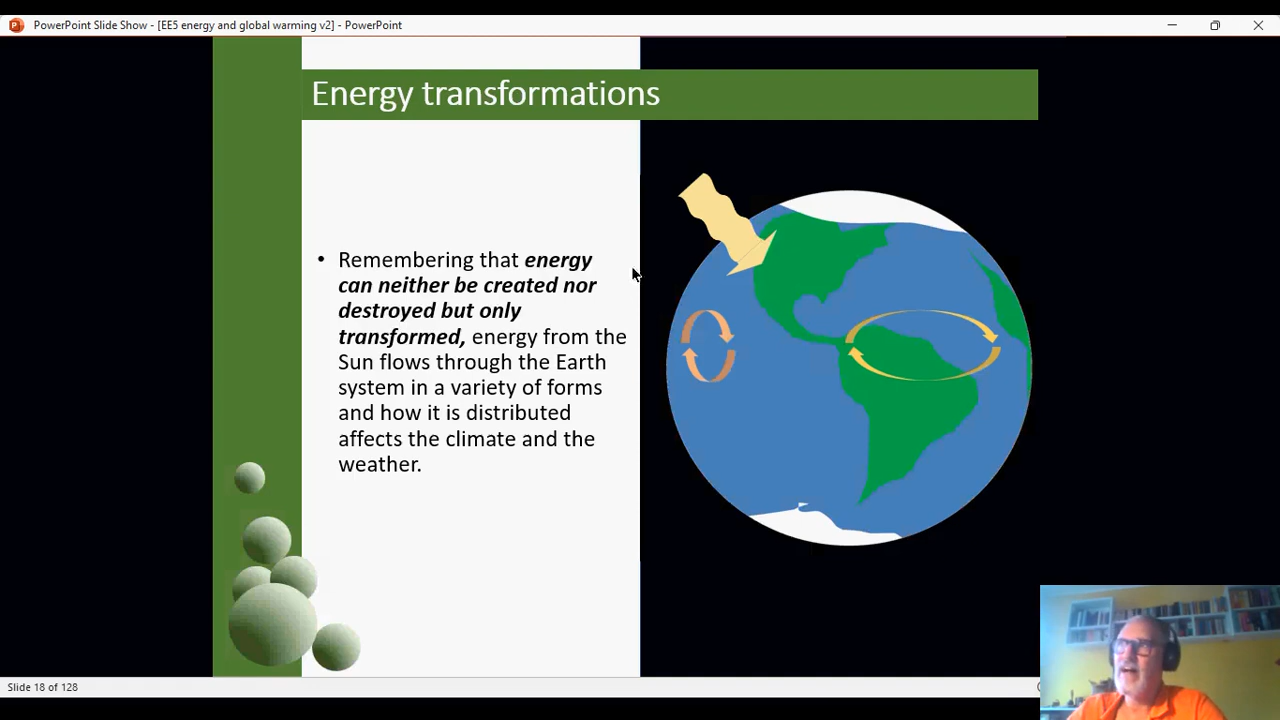 PowerPoint Slide Show - [EE5 energy and global warming v2] - PowerPoint
Energy transformations
• Remembering that energy
can neither be created nor
destroyed but only
transformed, energy from the
Sun flows through the Earth
system in a variety of forms
and how it is distributed
affects the climate and the
weather.
Slide 18 of 128